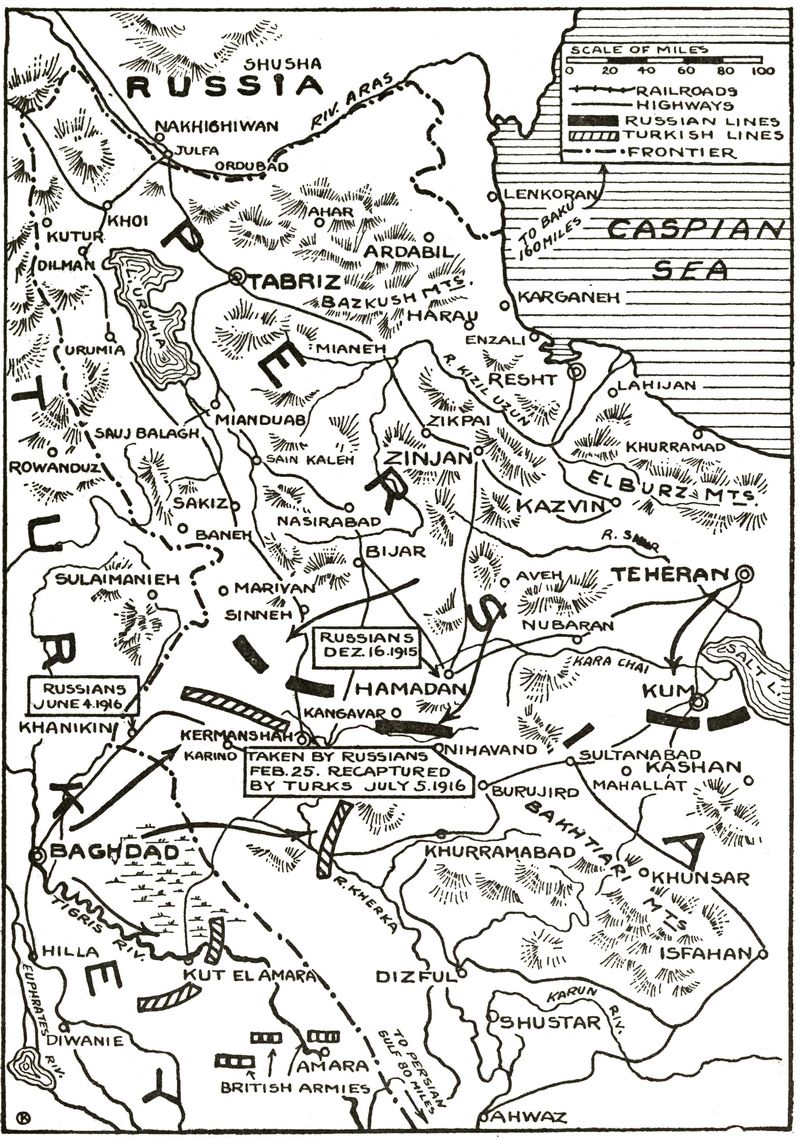 SHUSHA
RUSSIA
SCALE OF MILES
0 20 40 60 80 100
RAILROADS
HIGHWAYS
RUSSIAN LINES
TURKISH LINES
FRONTIER
RIV. ARAS
NAKHIGHIWAN
JULFA
ORDUBAD
LENKORAN
TO BAKU
160 MILES
CASPIAN
SEA
KHOI
AHAR
KUTUR
ARDABIL
DILMAN
TABRIZ
L. URUMIA
BAZKUSH MTS.
KARGANEH
HARAU
ENZALI
URUMIA
MIANEH
RESHT
R. KIZIL UZUN
LAHIJAN
MIANDUAB
ZIKPAI
SAUJ BALAGH
KHURRAMAD
ROWANDUZ
SAIN KALEH
ZINJAN
ELBURZ MTS.
SAKIZ
NASIRABAD
KAZVIN
BANEH
BIJAR
SULAIMANIEH
AVEH
TEHERAN
MARIVAN
SINNEH
NUBARAN
RUSSIANS
DEZ. 16. 1915
KARA CHAI
SALT L.
RUSSIANS
JUNE 4. 1916
HAMADAN
KUM
KHANIKIN
KANGAVAR
KERMANSHAH
KARIND
NIHAVAND
SULTANABAD
TAKEN BY RUSSIANS
FEB. 25. RECAPTURED
BY TURKS JULY 5. 1916
KASHAN
MAHALLAT
BURUJIRD
BAGHDAD
KHURRAMABAD
BAKHTIARI MTS
KHUNSAR
TIGRIS RIV.
R. KHERKA
HILLA
KUT EL AMARA
DIZFUL
ISFAHAN
EUPHRATES RIV.
KARUN RIV.
SHUSTAR
DIWANIE
AMARA
BRITISH ARMIES
TO PERSIAN
GULF 80 MILES
AHWAZ
PERSIA
TURKEY
K